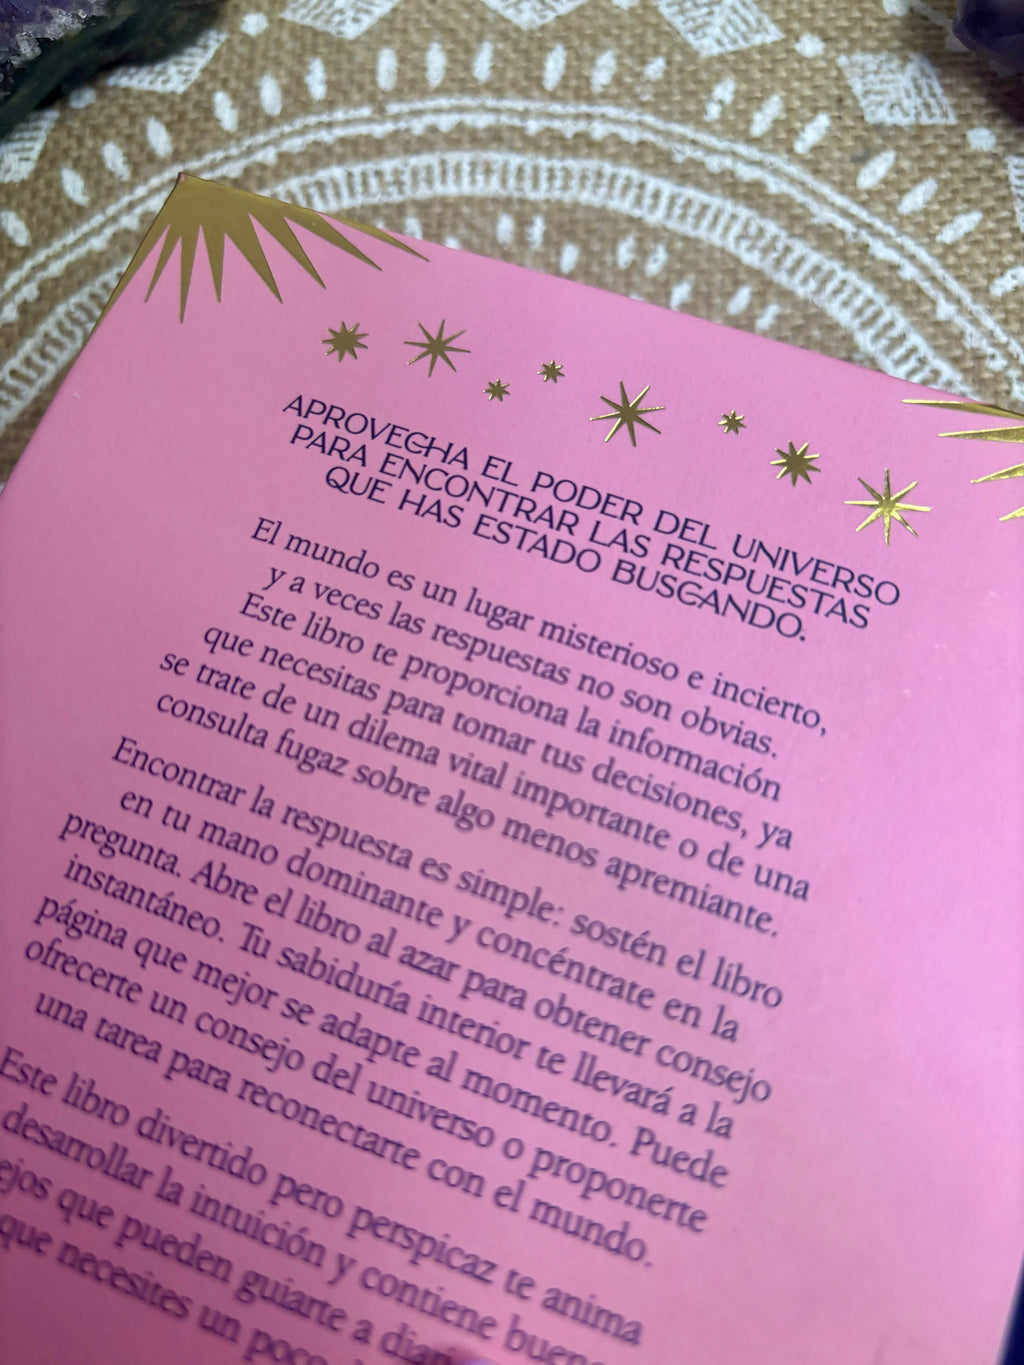 APROVECHA EL PODER DEL UNIVERSO
PARA ENCONTRAR LAS RESPUESTAS
QUE HAS ESTADO BUSCANDO.
El mundo es un lugar misterioso e incierto,
y a veces las respuestas no son obvias.
Este libro te proporciona la información
que necesitas para tomar tus decisiones, ya
se trate de un dilema vital importante o de una
consulta fugaz sobre algo menos apremiante.
Encontrar la respuesta es simple: sostén el libro
en tu mano dominante y concéntrate en la
pregunta. Abre el libro al azar para obtener consejo
instantáneo. Tu sabiduría interior te llevará a la
página que mejor se adapte al momento. Puede
ofrecerte un consejo del universo o proponerte
una tarea para reconectarte con el mundo.
Este libro divertido pero perspicaz te anima
desarrollar la intuición y contiene
que pueden guiarte a
que necesites un poco